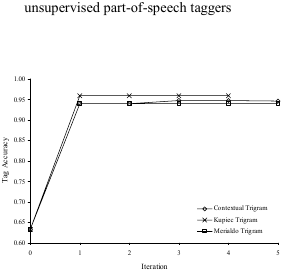 unsupervised part-of-speech taggers
1.00
0.95
0.90
0.85
0.80
0.75
0.70
0.65
0.60
Tag Accuracy
0 1 2 3 4 5
Iteration
Contextual Trigram
Kupiec Trigram
Merialdo Trigram